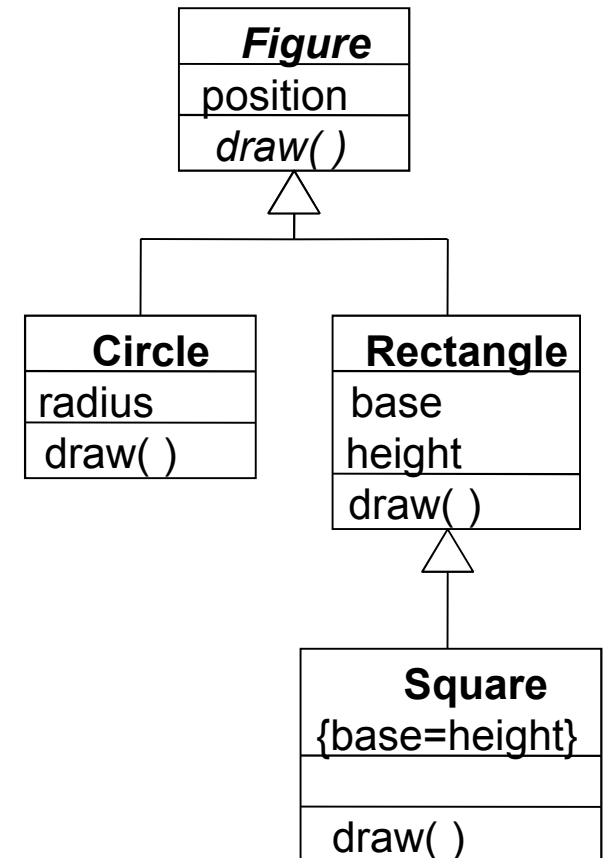 Figure
position
draw( )
Circle
radius
draw( )
Rectangle
base
height
draw( )
Square
{base=height}
draw( )